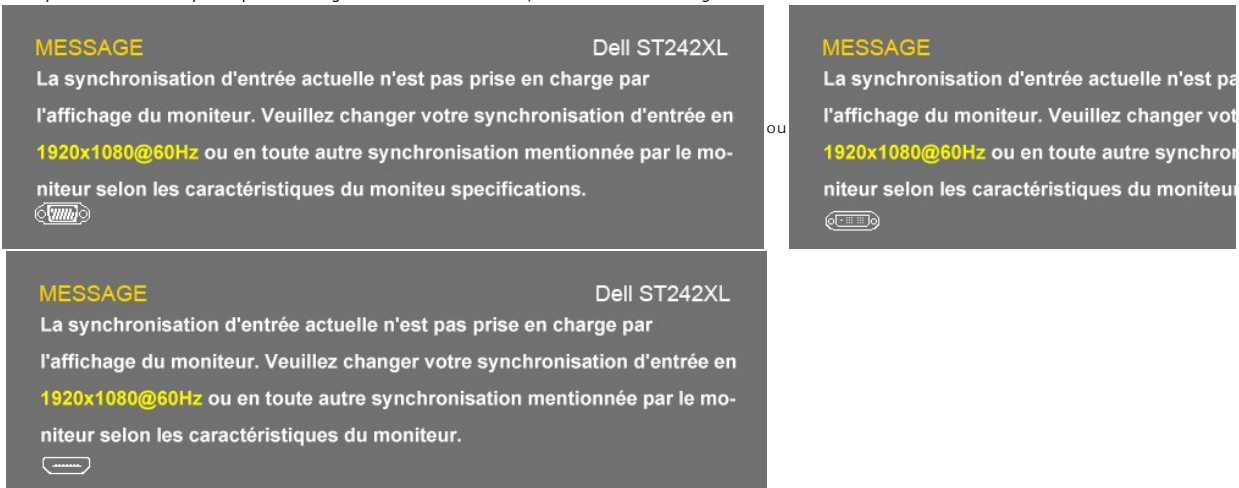 MESSAGE Dell ST242XL
La synchronisation d'entrée actuelle n'est pas prise en charge par
l'affichage du moniteur. Veuillez changer votre synchronisation d'entrée en
1920x1080@60Hz ou en toute autre synchronisation mentionnée par le mo-
niteur selon les caractéristiques du moniteu specifications.
ou
MESSAGE
La synchronisation d'entrée actuelle n'est pa
l'affichage du moniteur. Veuillez changer vot
1920x1080@60Hz ou en toute autre synchron
niteur selon les caractéristiques du moniteur
MESSAGE Dell ST242XL
La synchronisation d'entrée actuelle n'est pas prise en charge par
l'affichage du moniteur. Veuillez changer votre synchronisation d'entrée en
1920x1080@60Hz ou en toute autre synchronisation mentionnée par le mo-
niteur selon les caractéristiques du moniteur.